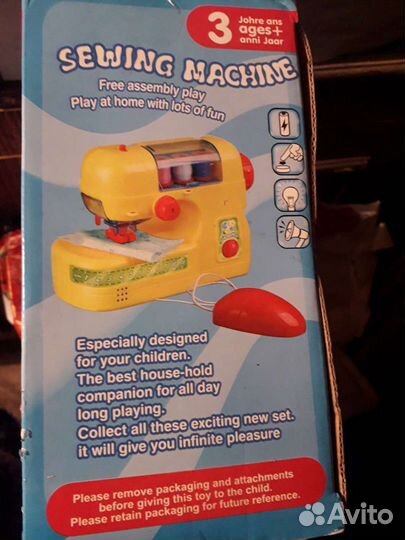 3
Jahre ans
ages+
anni Jaar
SEWING MACHINE
Free assembly play
Play at home with lots of fun
Especially designed
for your children.
The best house-hold
companion for all day
long playing.
Collect all these exciting new set.
it will give you infinite pleasure
Please remove packaging and attachments
before giving this toy to the child.
Please retain packaging for future reference.
Avito